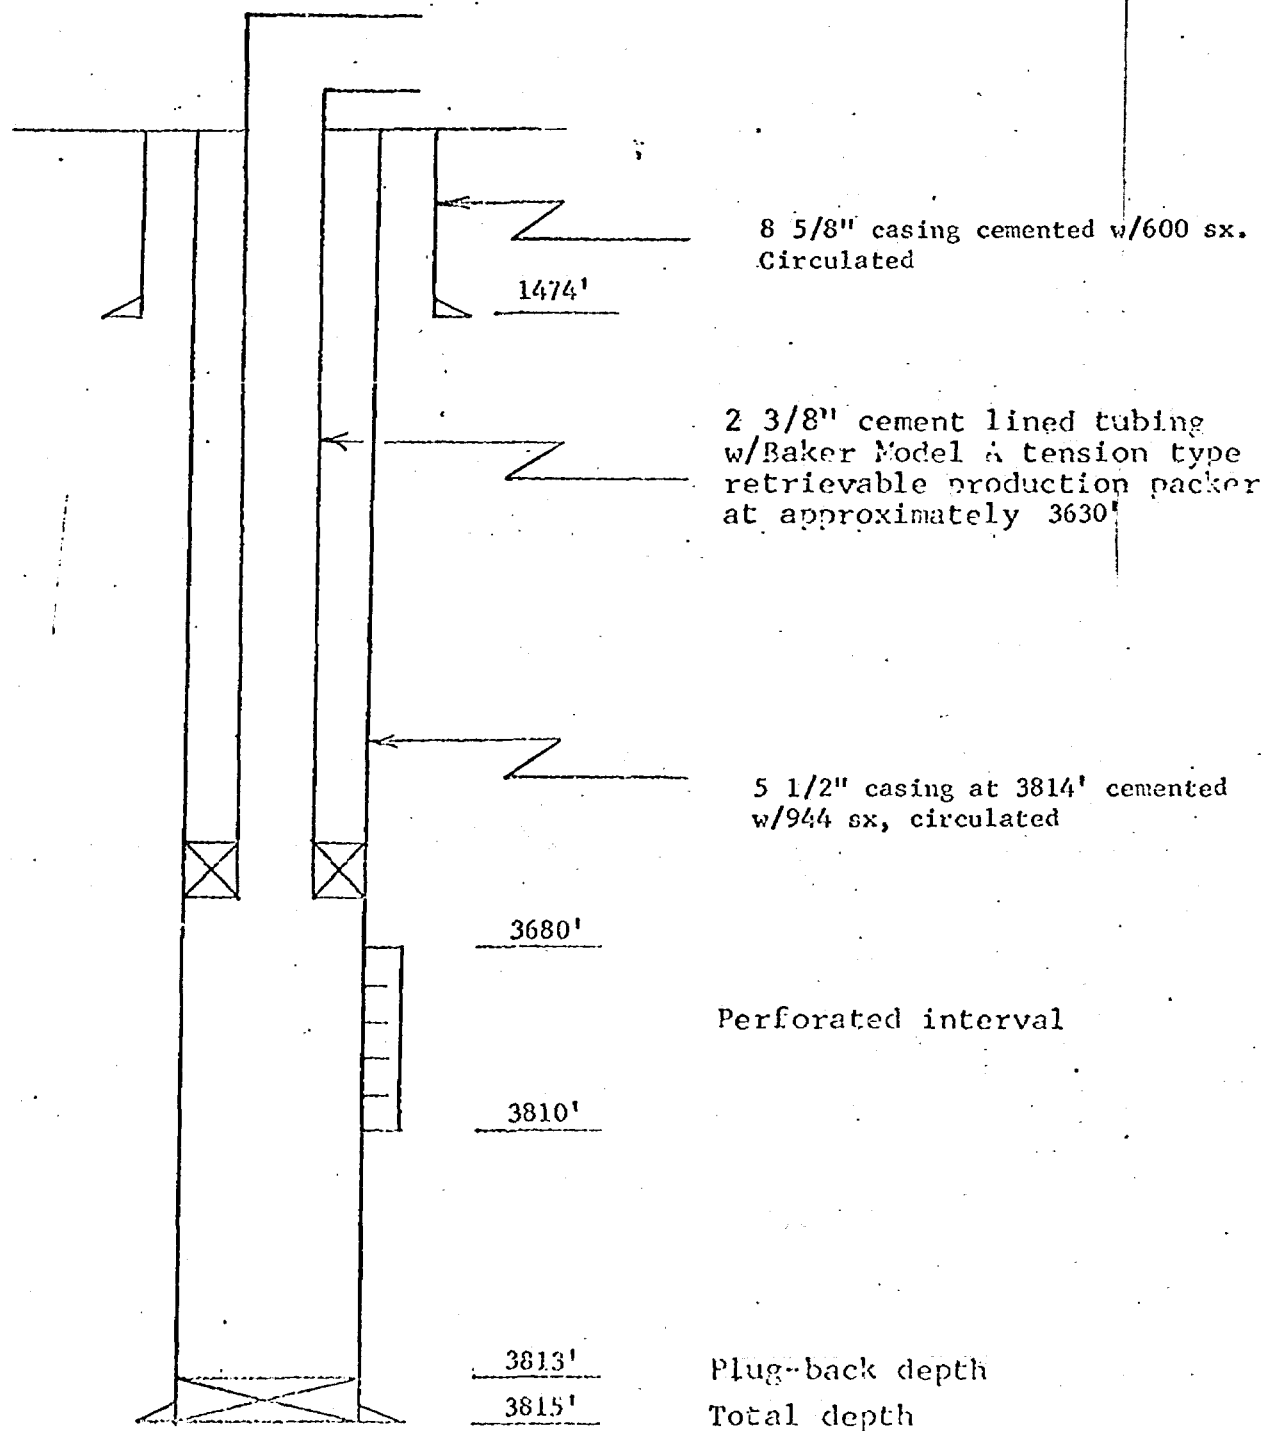 8 5/8" casing cemented w/600 sx.
Circulated
1474'
2 3/8" cement lined tubing
w/Baker Model A tension type
retrievable production packer
at approximately 3630'
5 1/2" casing at 3814' cemented
w/944 sx, circulated
3680'
Perforated interval
3810'
3813' Plug-back depth
3815' Total depth